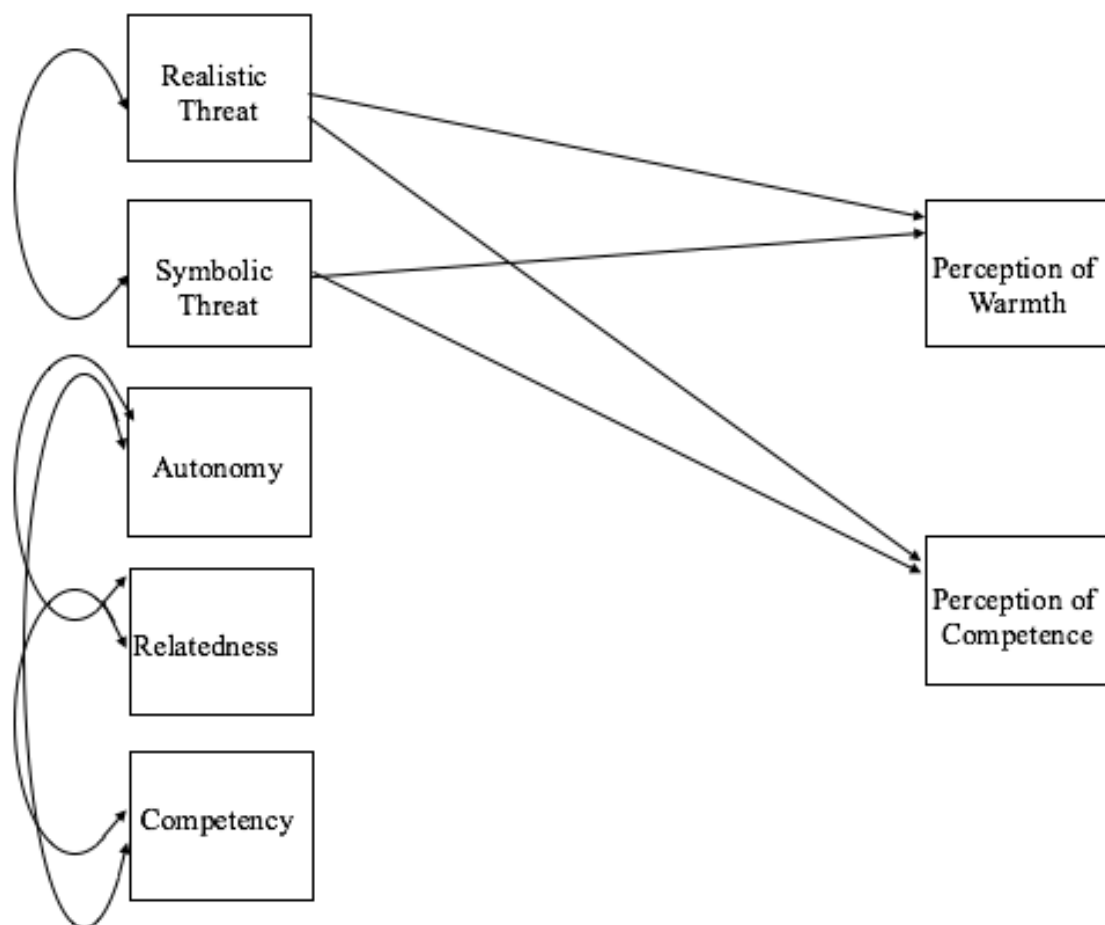 Realistic
Threat
Symbolic
Threat
Autonomy
Relatedness
Competency
Perception of
Warmth
Perception of
Competence